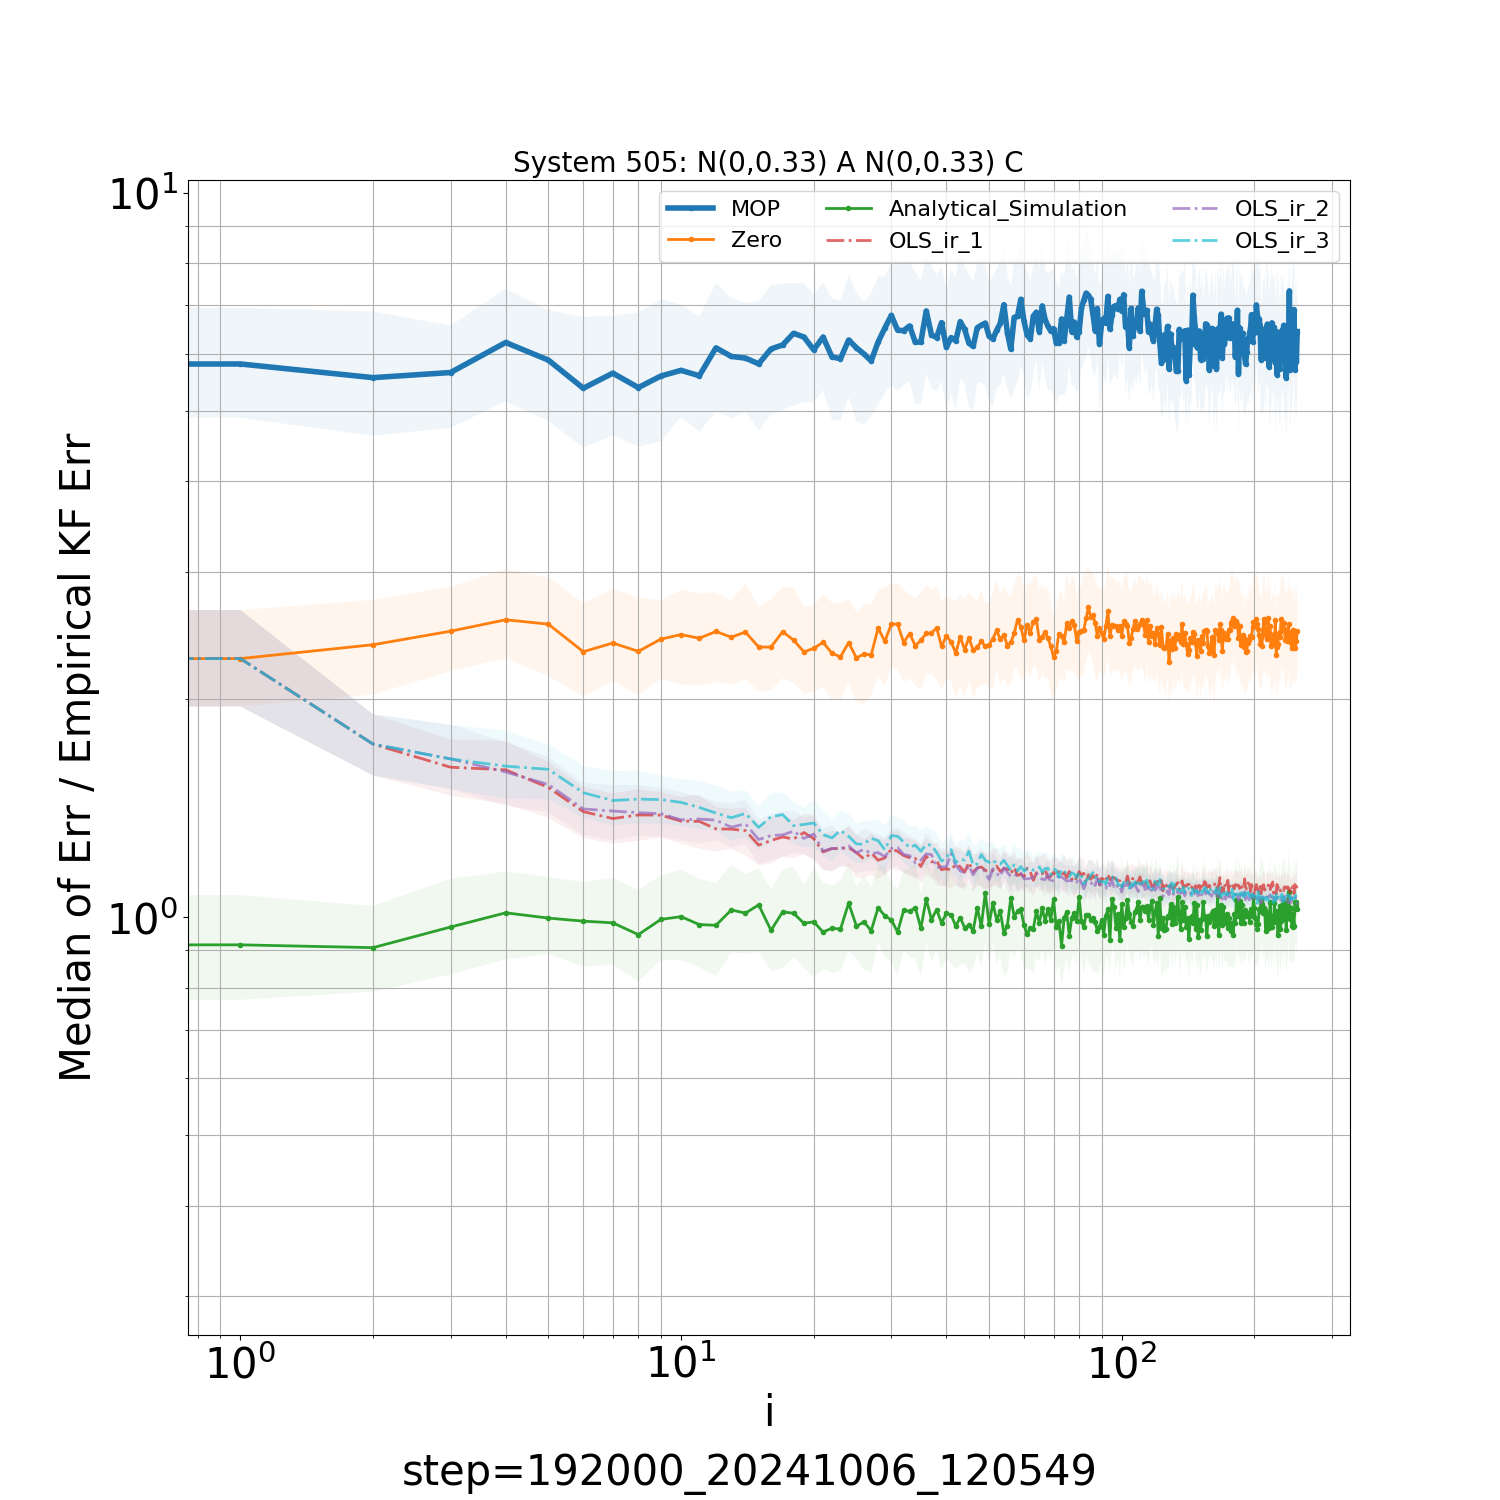 System 505: N(0,0.33) A N(0,0.33) C
MOP
Zero
Analytical_Simulation
OLS_ir_1
OLS_ir_2
OLS_ir_3
Median of Err / Empirical KF Err
10¹
10⁰
10⁰
10¹
10²
i
step=192000_20241006_120549